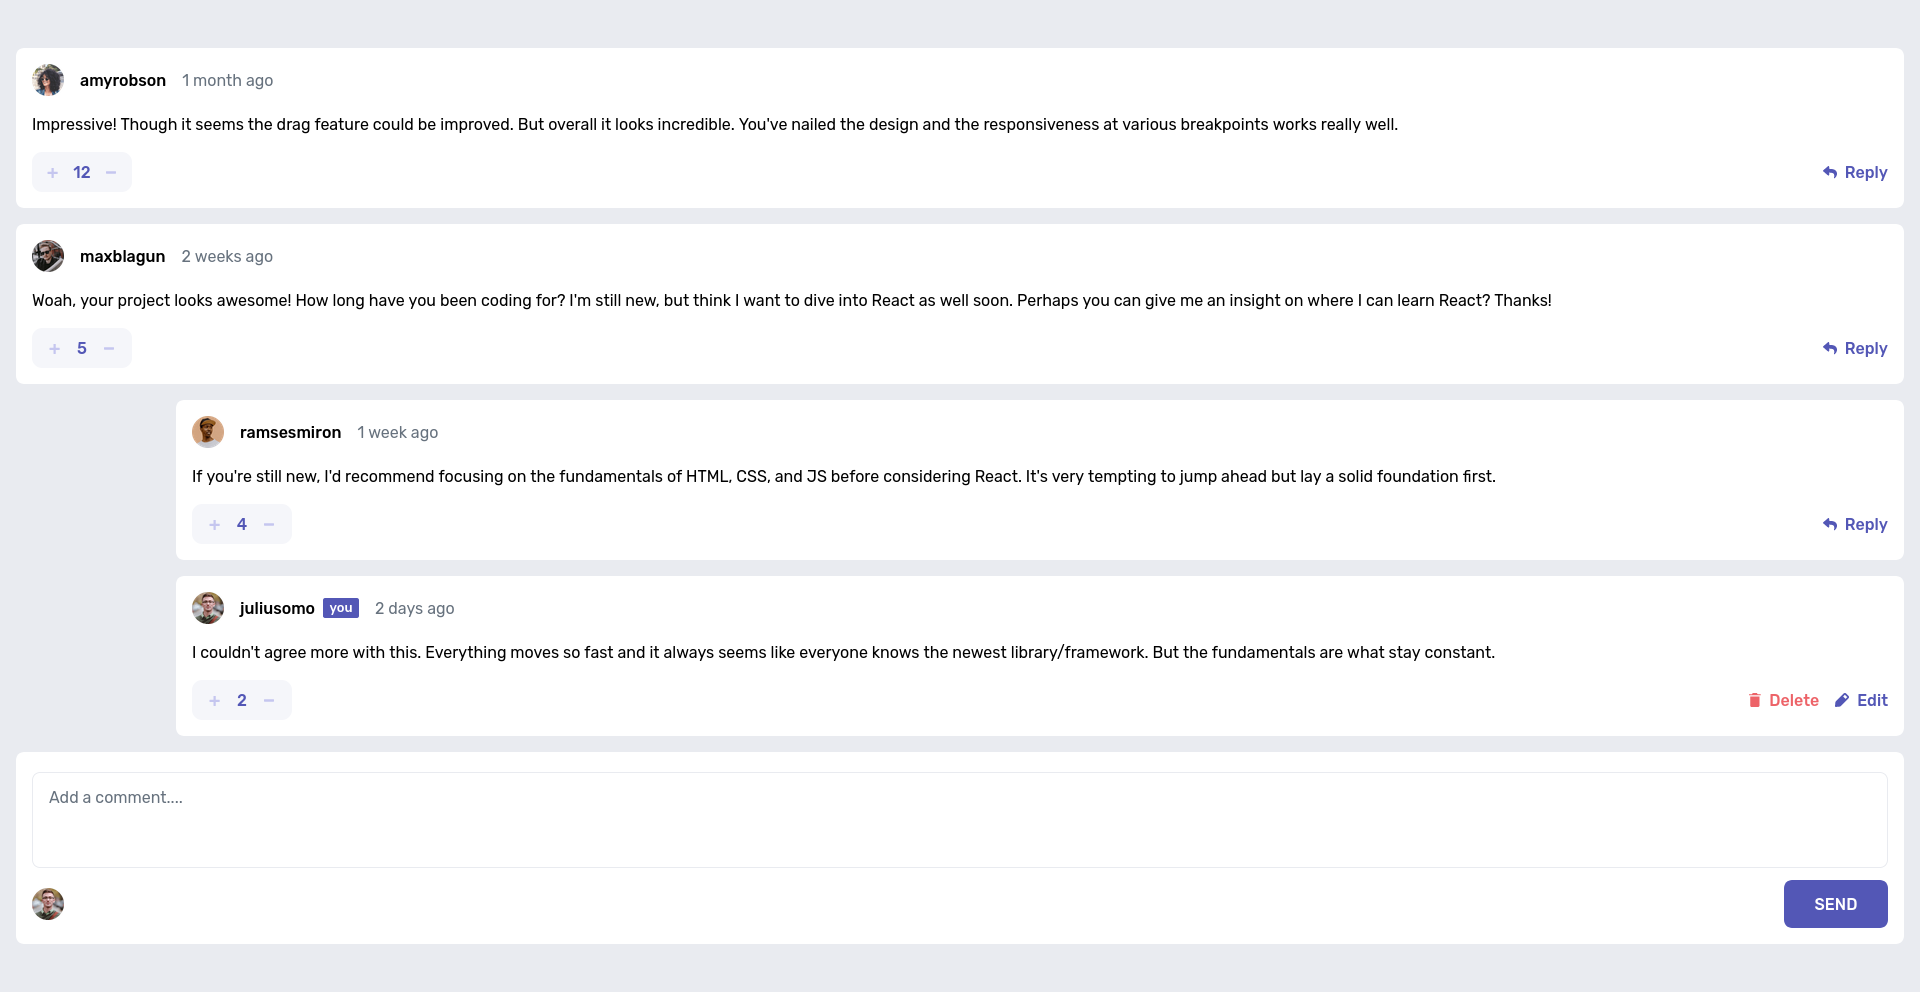 amyrobson 1 month ago
Impressive! Though it seems the drag feature could be improved. But overall it looks incredible. You've nailed the design and the responsiveness at various breakpoints works really well.
+ 12 − Reply
maxblagun 2 weeks ago
Woah, your project looks awesome! How long have you been coding for? I'm still new, but think I want to dive into React as well soon. Perhaps you can give me an insight on where I can learn React? Thanks!
+ 5 − Reply
ramsesmiron 1 week ago
If you're still new, I'd recommend focusing on the fundamentals of HTML, CSS, and JS before considering React. It's very tempting to jump ahead but lay a solid foundation first.
+ 4 − Reply
juliusomo you 2 days ago
I couldn't agree more with this. Everything moves so fast and it always seems like everyone knows the newest library/framework. But the fundamentals are what stay constant.
+ 2 − Delete Edit
Add a comment....
SEND